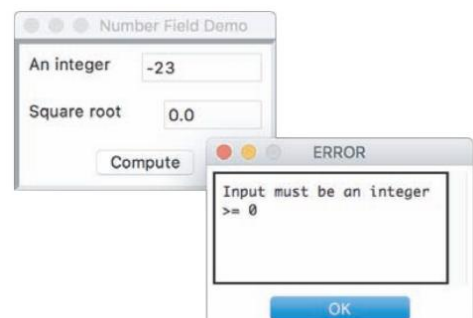 Number Field Demo
An integer
-23
Square root
0.0
Compute
ERROR
Input must be an integer
>= 0
OK